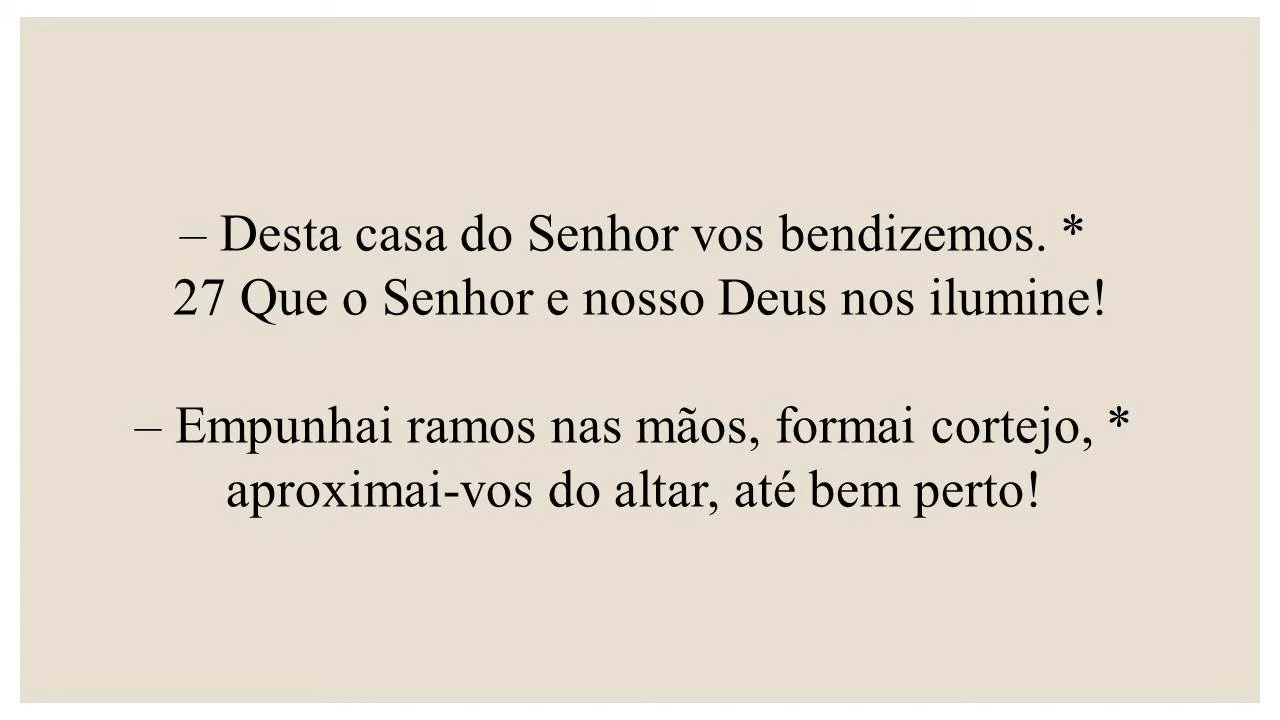 – Desta casa do Senhor vos bendizemos. *
27 Que o Senhor e nosso Deus nos ilumine!
– Empunhai ramos nas mãos, formai cortejo, *
aproximai-vos do altar, até bem perto!